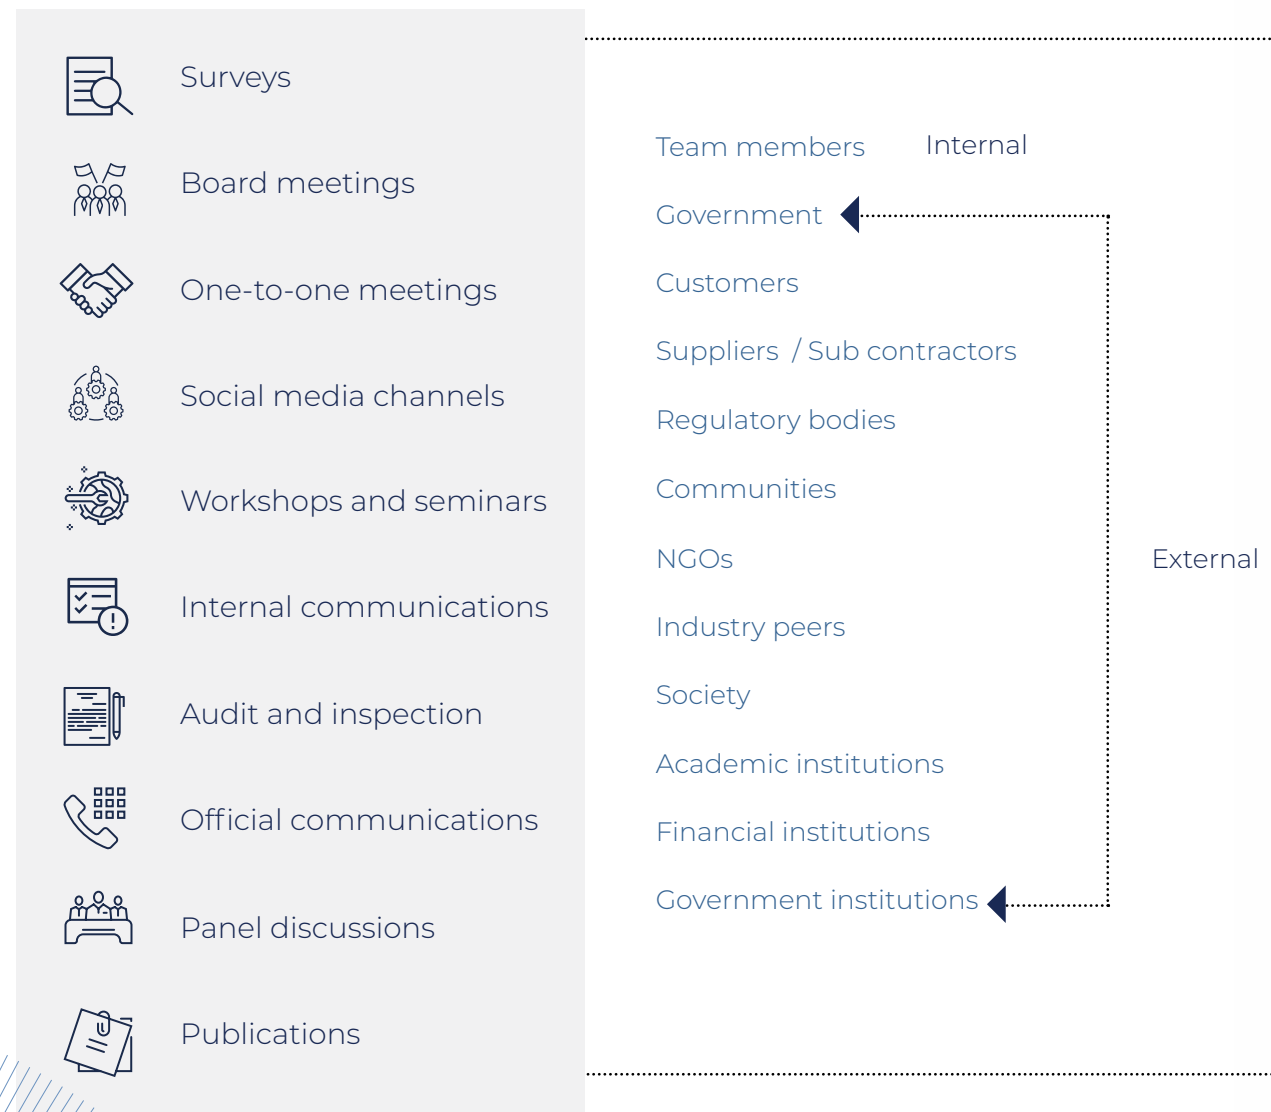 Surveys
Board meetings
One-to-one meetings
Social media channels
Workshops and seminars
Internal communications
Audit and inspection
Official communications
Panel discussions
Publications
Team members
Internal
Government
Customers
Suppliers / Sub contractors
Regulatory bodies
Communities
NGOs
External
Industry peers
Society
Academic institutions
Financial institutions
Government institutions